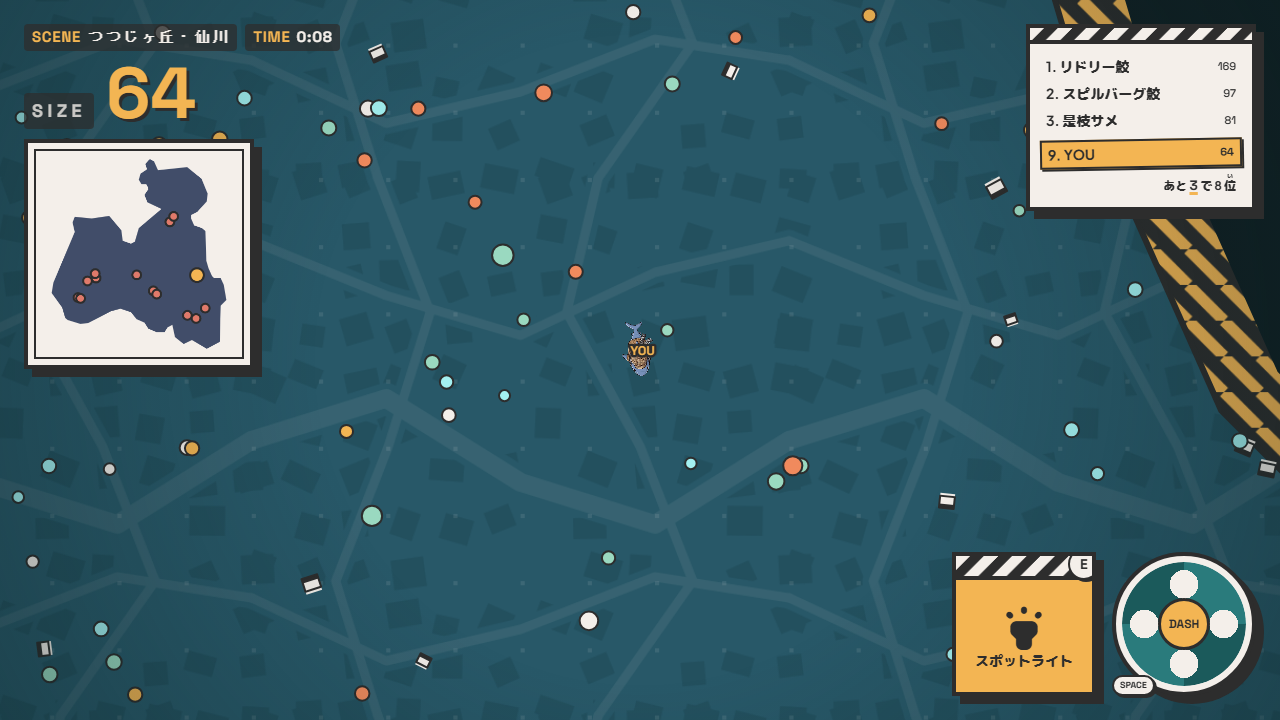 SCENE つつじヶ丘・仙川 TIME 0:08
SIZE 64
1. リドリー鮫 169
2. スピルバーグ鮫 97
3. 是枝サメ 81
9. YOU 64
あと3で8位
い
YOU
E
スポットライト
DASH
SPACE